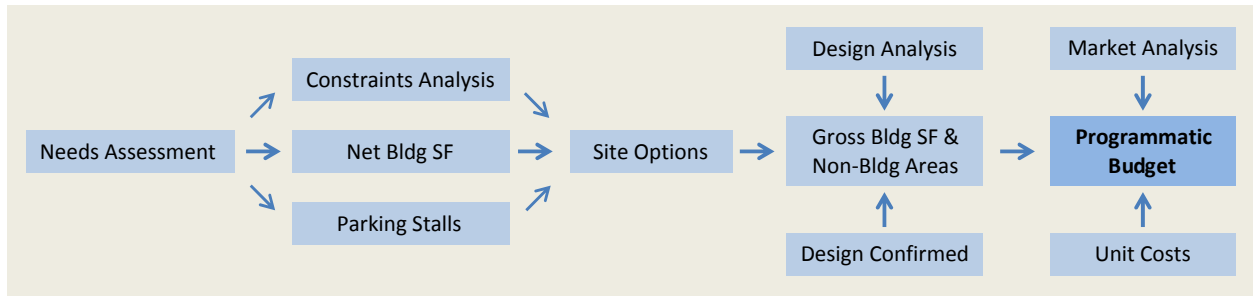 Needs Assessment
Constraints Analysis
Net Bldg SF
Parking Stalls
Site Options
Design Analysis
Gross Bldg SF &
Non-Bldg Areas
Design Confirmed
Market Analysis
Programmatic
Budget
Unit Costs